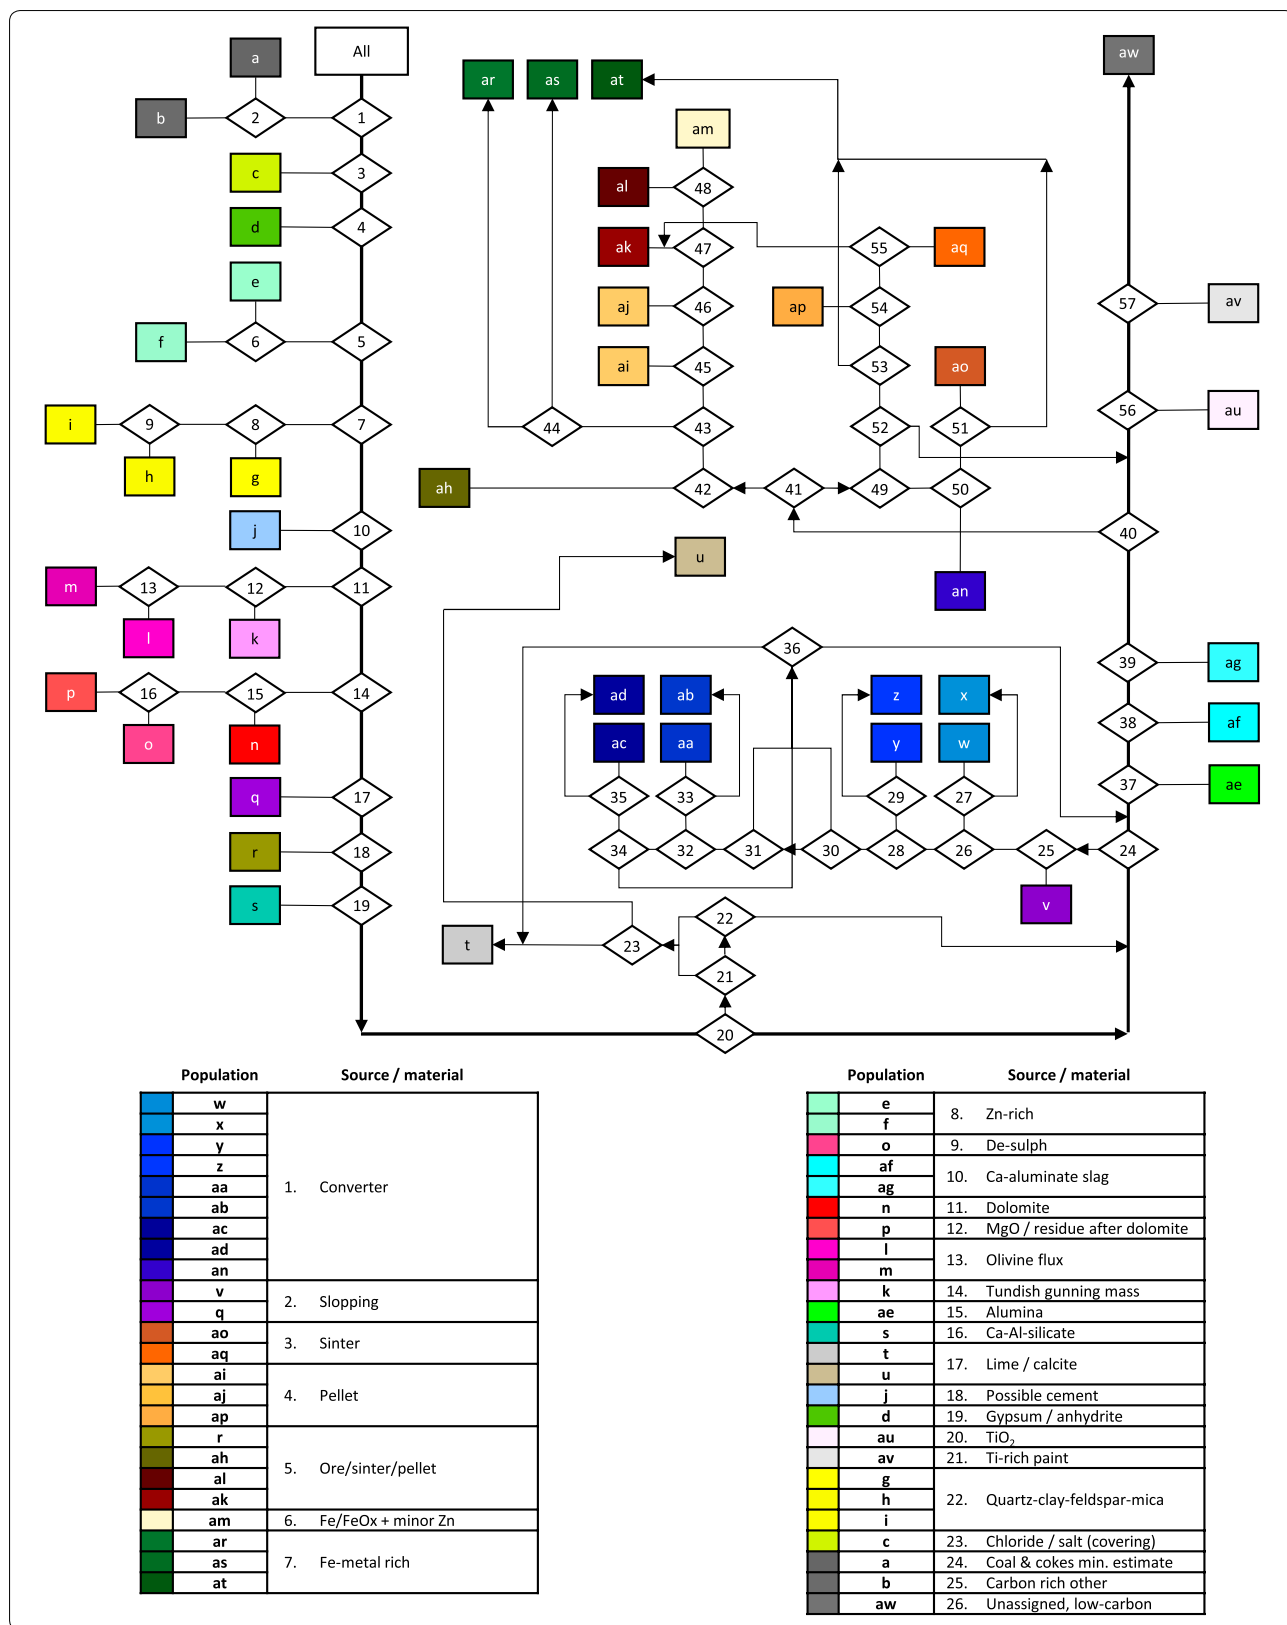 All
a
b
2
1
c
3
d
4
e
f
6
5
i
9
8
7
h
g
j
10
m
13
12
11
l
k
p
16
15
14
o
n
q
17
r
18
s
19
ar
as
at
am
al
48
ak
47
aj
46
ai
45
44
43
ah
42
41
49
50
55
aq
ap
54
53
ao
52
51
an
aw
57
av
56
au
40
u
36
39
ag
38
af
37
ae
ad
ab
z
x
ac
aa
y
w
35
33
29
27
34
32
31
30
28
26
25
24
v
22
t
23
21
20
Population Source / material
w
x
y
z
aa
1. Converter
ab
ac
ad
an
v
2. Slopping
q
ao
3. Sinter
aq
ai
aj
4. Pellet
ap
r
ah
5. Ore/sinter/pellet
al
ak
am 6. Fe/FeOx + minor Zn
ar
as
7. Fe-metal rich
at
Population Source / material
e
8. Zn-rich
f
o 9. De-sulph
af
10. Ca-aluminate slag
ag
n 11. Dolomite
p 12. MgO / residue after dolomite
l
13. Olivine flux
m
k 14. Tundish gunning mass
ae 15. Alumina
s 16. Ca-Al-silicate
t
17. Lime / calcite
u
j 18. Possible cement
d 19. Gypsum / anhydrite
au 20. TiO₂
av 21. Ti-rich paint
g
h
22. Quartz-clay-feldspar-mica
i
c 23. Chloride / salt (covering)
a 24. Coal & cokes min. estimate
b 25. Carbon rich other
aw 26. Unassigned, low-carbon